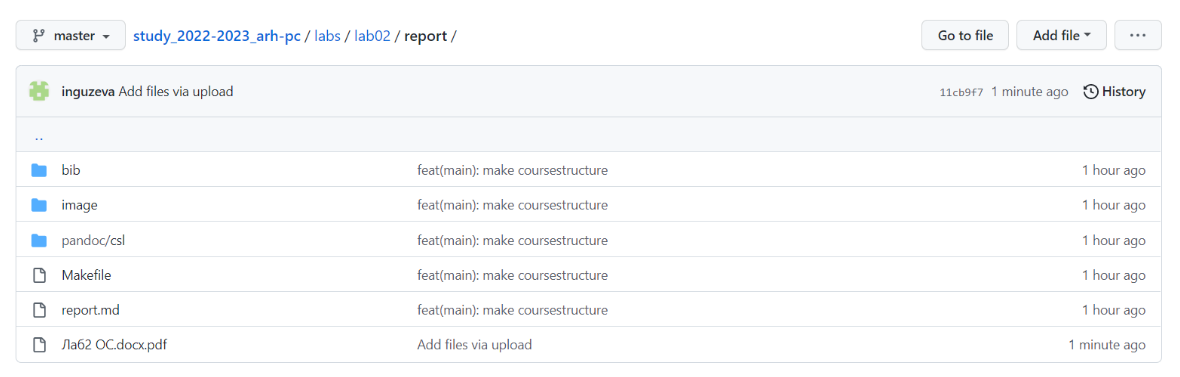 master study_2022-2023_arh-pc / labs / lab02 / report / Go to file Add file ...
inguzeva Add files via upload 11cb9f7 1 minute ago History
..
bib feat(main): make coursestructure 1 hour ago
image feat(main): make coursestructure 1 hour ago
pandoc/csl feat(main): make coursestructure 1 hour ago
Makefile feat(main): make coursestructure 1 hour ago
report.md feat(main): make coursestructure 1 hour ago
Лаб2 ОС.docx.pdf Add files via upload 1 minute ago